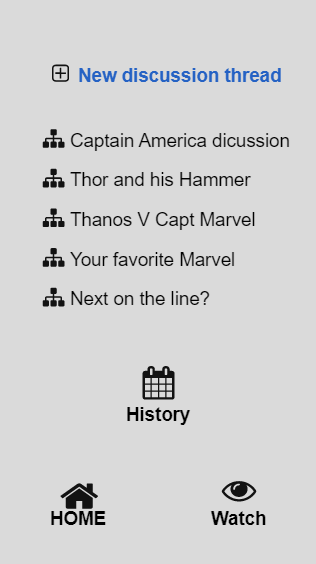 New discussion thread
Captain America dicussion
Thor and his Hammer
Thanos V Capt Marvel
Your favorite Marvel
Next on the line?
History
HOME
Watch